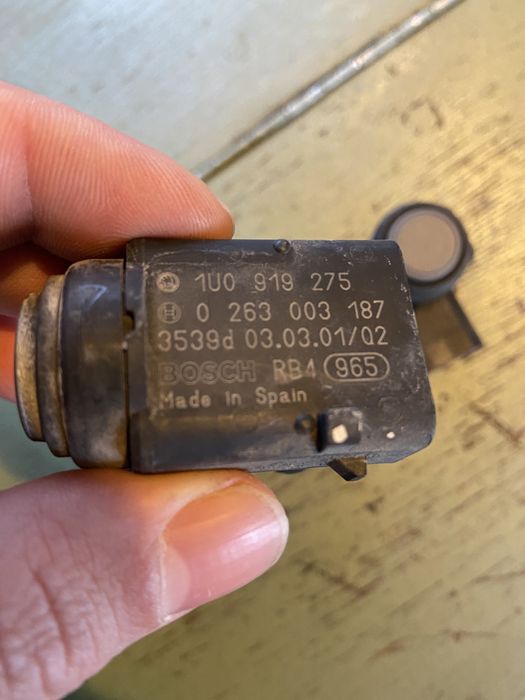 1U0 919 275
0 263 003 187
3539d 03.03.01/02
BOSCH RB4 965
Made in Spain